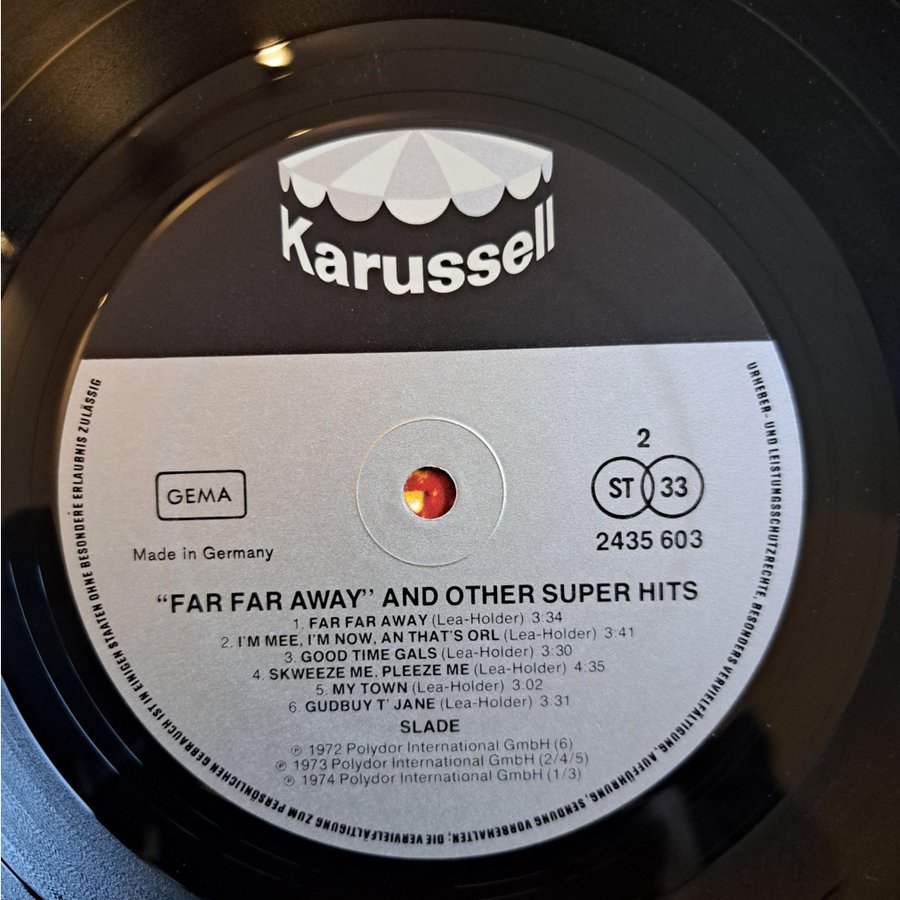 Karussell
GEMA
Made in Germany
2
ST 33
2435 603
“FAR FAR AWAY” AND OTHER SUPER HITS
1. FAR FAR AWAY (Lea-Holder) 3:34
2. I'M MEE, I'M NOW, AN THAT'S ORL (Lea-Holder) 3:41
3. GOOD TIME GALS (Lea-Holder) 3:30
4. SKWEEZE ME, PLEEZE ME (Lea-Holder) 4:35
5. MY TOWN (Lea-Holder) 3:02
6. GUDBUY T' JANE (Lea-Holder) 3:31
SLADE
℗ 1972 Polydor International GmbH (6)
℗ 1973 Polydor International GmbH (2/4/5)
℗ 1974 Polydor International GmbH (1/3)
URHEBER- UND LEISTUNGSSCHUTZRECHTE, BESONDERS VERVIELFÄLTIGUNG, AUFFÜHRUNG, SENDUNG VORBEHALTEN; DIE VERVIELFÄLTIGUNG ZUM PERSÖNLICHEN GEBRAUCH IST IN EINIGEN STAATEN OHNE BESONDERE ERLAUBNIS ZULÄSSIG